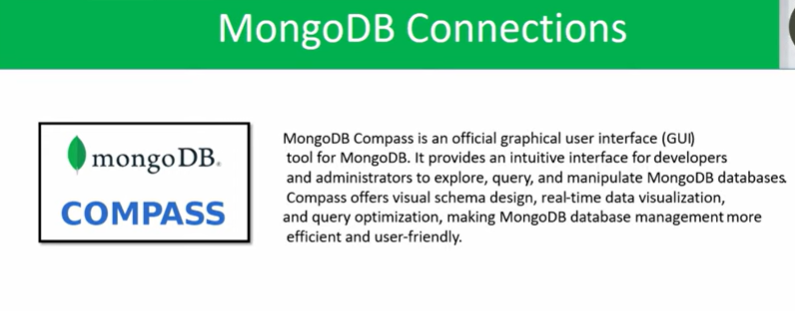 MongoDB Connections
mongoDB.
COMPASS
MongoDB Compass is an official graphical user interface (GUI)
tool for MongoDB. It provides an intuitive interface for developers
and administrators to explore, query, and manipulate MongoDB databases.
Compass offers visual schema design, real-time data visualization,
and query optimization, making MongoDB database management more
efficient and user-friendly.